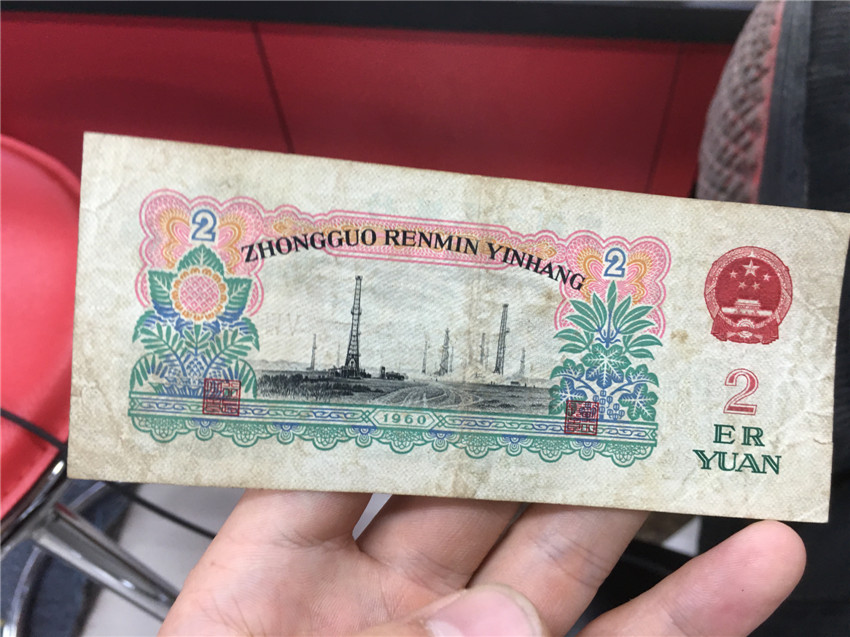 2
ZHONGGUO RENMIN YINHANG
2
1960
2
ER
YUAN